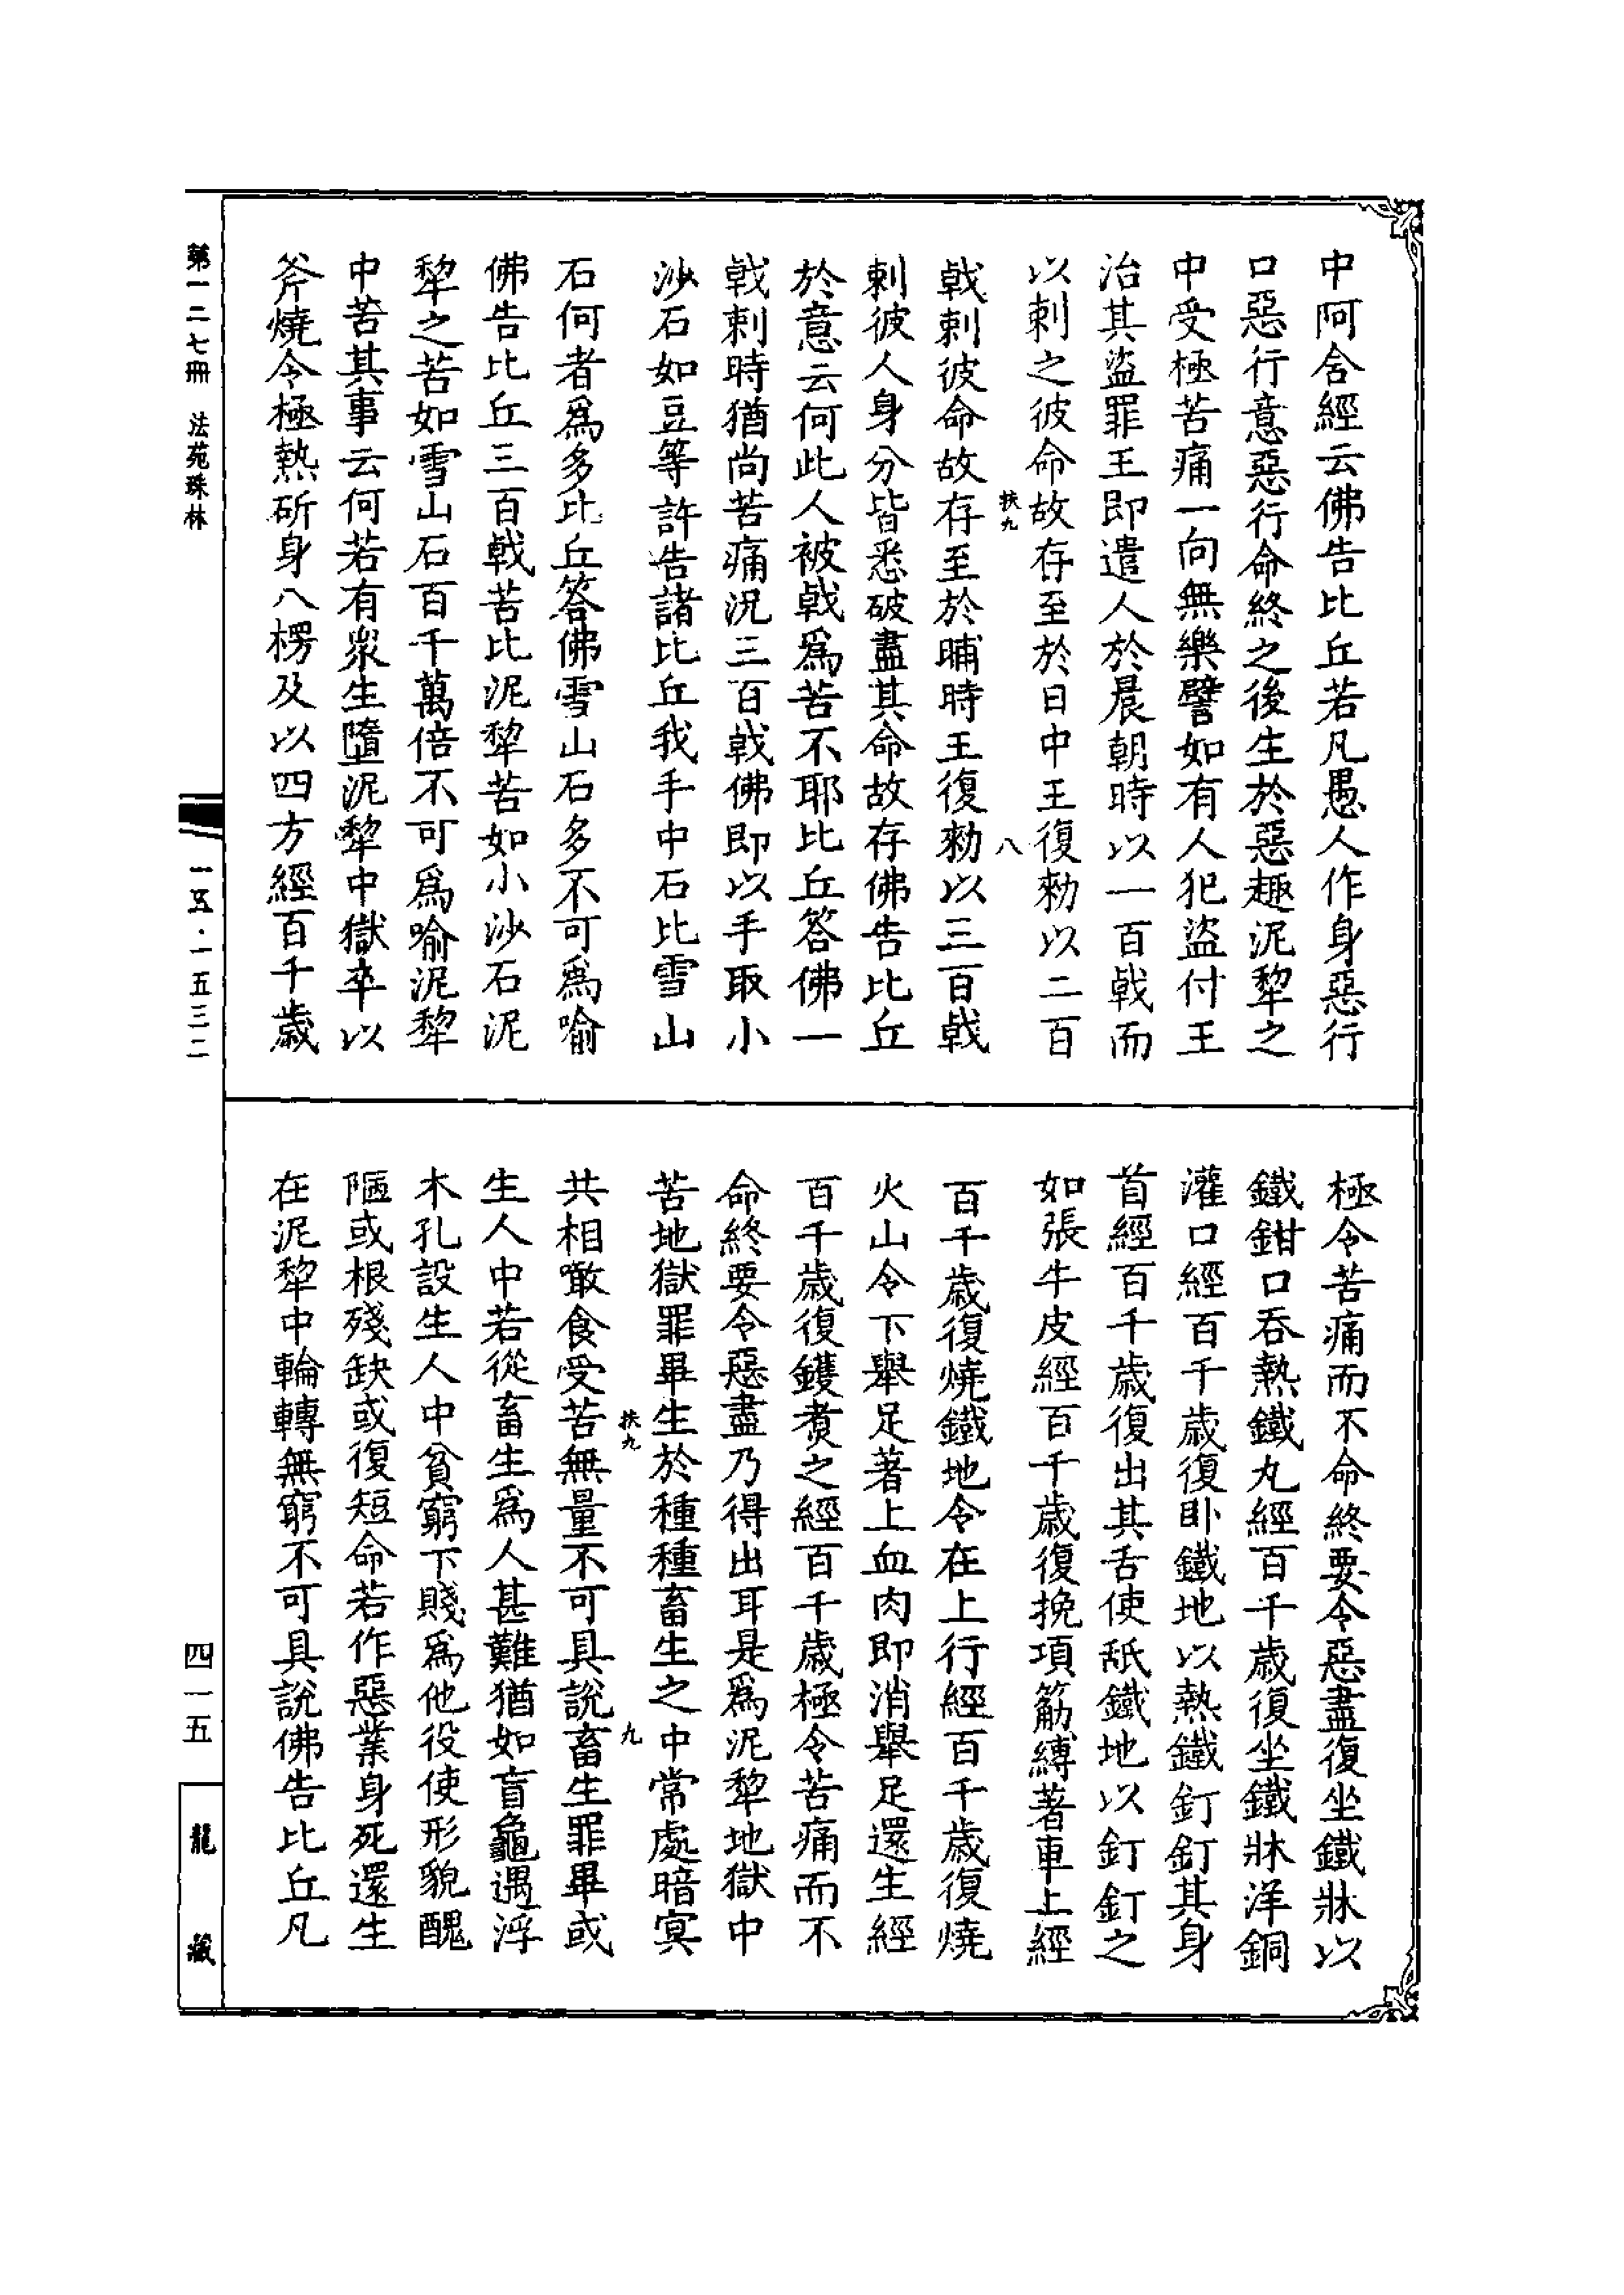 中阿含經云佛告比丘若凡愚人作身惡行
口惡行意惡行命終之後生於惡趣泥犂之
中受極苦痛一向無樂譬如有人犯盜付王
治其盜罪王即遣人於晨朝時以一百戟而
以刺之彼命故存至於日中王復勑以二百
挾九
八
戟刺彼命故存至於晡時王復勑以三百戟
刺彼人身分皆悉破盡其命故存佛告比丘
於意云何此人被戟爲苦不耶比丘答佛一
戟刺時猶尚苦痛況三百戟佛即以手取小
沙石如豆等許告諸比丘我手中石比雪山
石何者爲多比丘答佛雪山石多不可爲喻
佛告比丘三百戟苦比泥犂苦如小沙石泥
犂之苦如雪山石百千萬倍不可爲喻泥犂
中苦其事云何若有眾生墮泥犂中獄卒以
斧燒令極熱斫身八楞及以四方經百千歲
極令苦痛而不命終要令惡盡復坐鐵牀以
鐵鉗口吞熱鐵丸經百千歲復坐鐵牀洋銅
灌口經百千歲復卧鐵地以熱鐵釘釘其身
首經百千歲復出其舌使舐鐵地以釘釘之
如張牛皮經百千歲復挽項筋縛著車上經
百千歲復燒鐵地令在上行經百千歲復燒
火山令下舉足著上血肉即消舉足還生經
百千歲復鑊煑之經百千歲極令苦痛而不
命終要令惡盡乃得出耳是爲泥犂地獄中
苦地獄罪畢生於種種畜生之中常處暗冥
挾九
九
共相噉食受苦無量不可具說畜生罪畢或
生人中若從畜生爲人甚難猶如盲龜遇浮
木孔設生人中貧窮下賤爲他役使形貌醜
陋或根殘缺或復短命若作惡業身死還生
在泥犂中輪轉無窮不可具說佛告比丘凡
第一二七冊　法苑珠林
一五·一五三二
四一五
龍藏